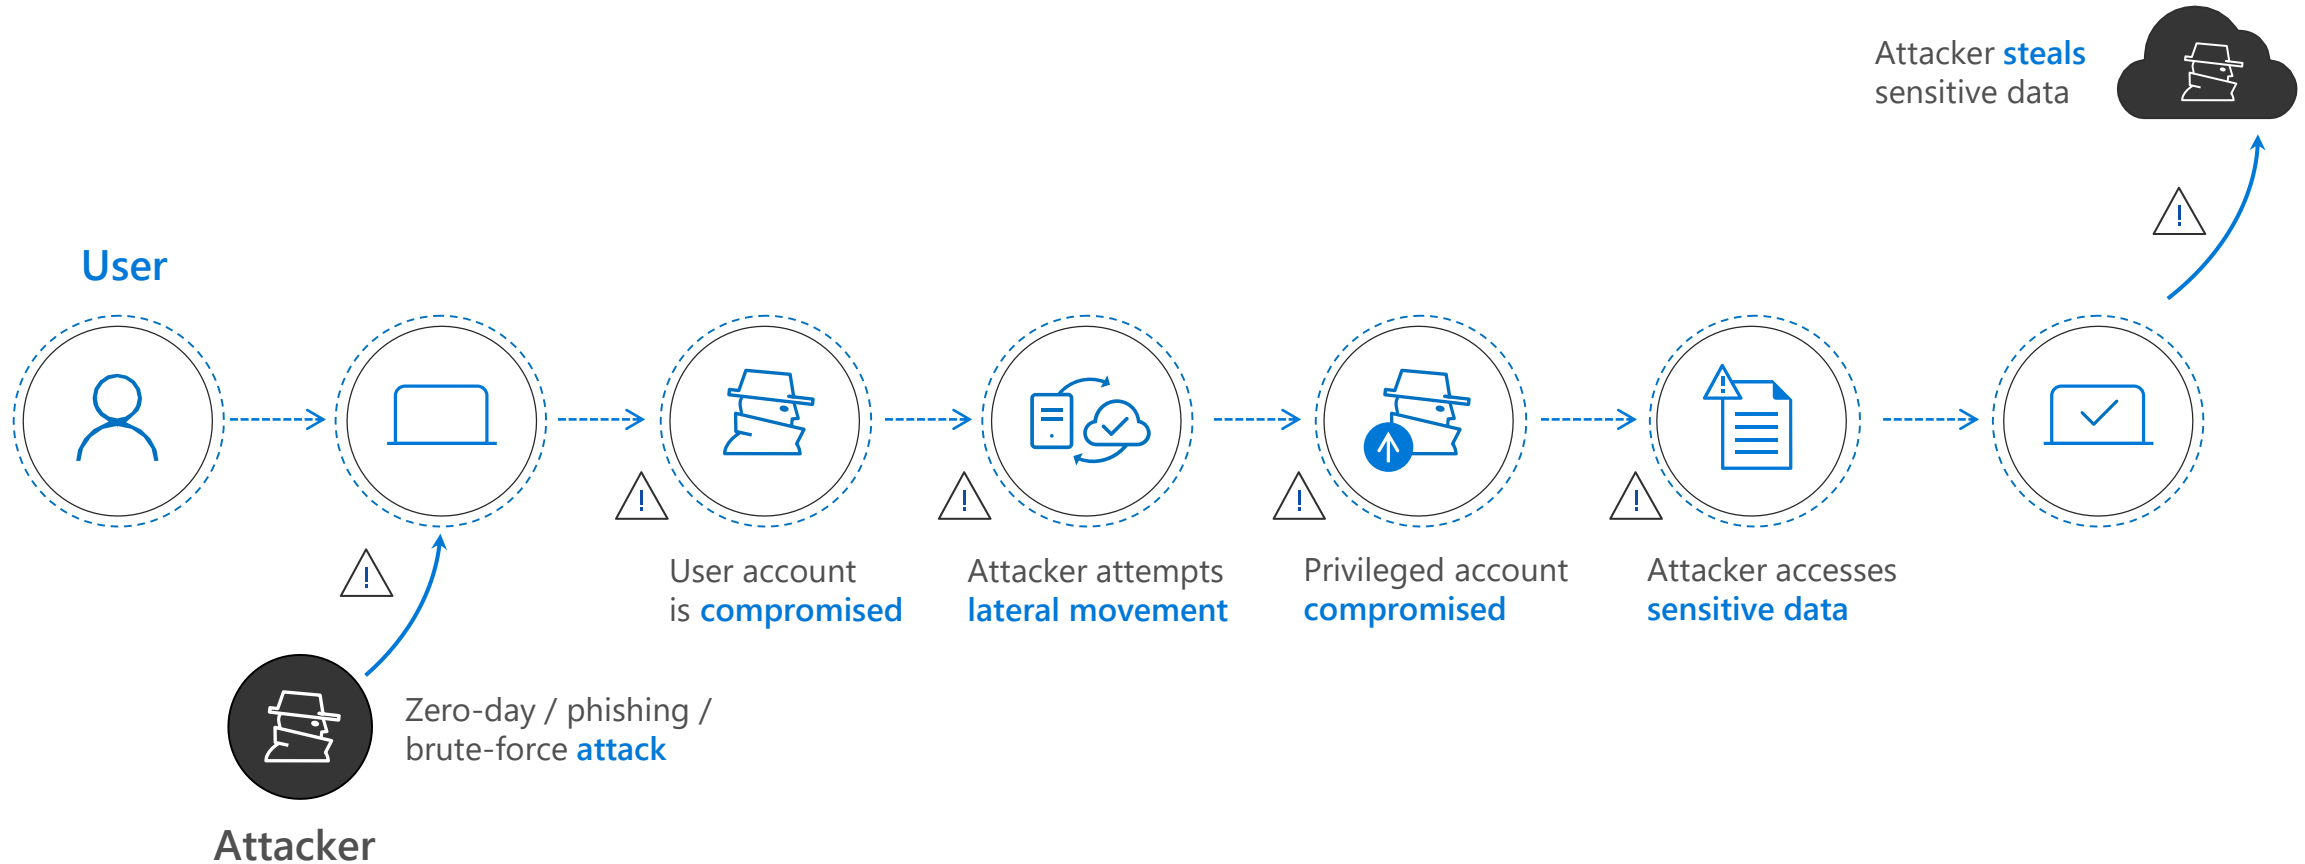 Attacker steals
sensitive data
User
User account
is compromised
Attacker attempts
lateral movement
Privileged account
compromised
Attacker accesses
sensitive data
Zero-day / phishing /
brute-force attack
Attacker